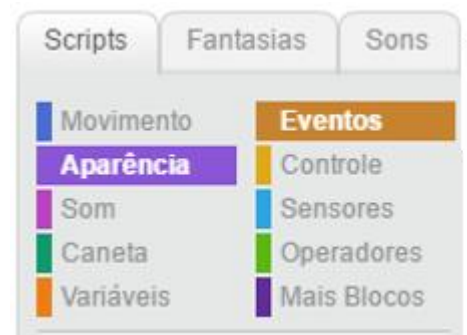 Scripts Fantasias Sons
Movimento Eventos
Aparência Controle
Som Sensores
Caneta Operadores
Variáveis Mais Blocos